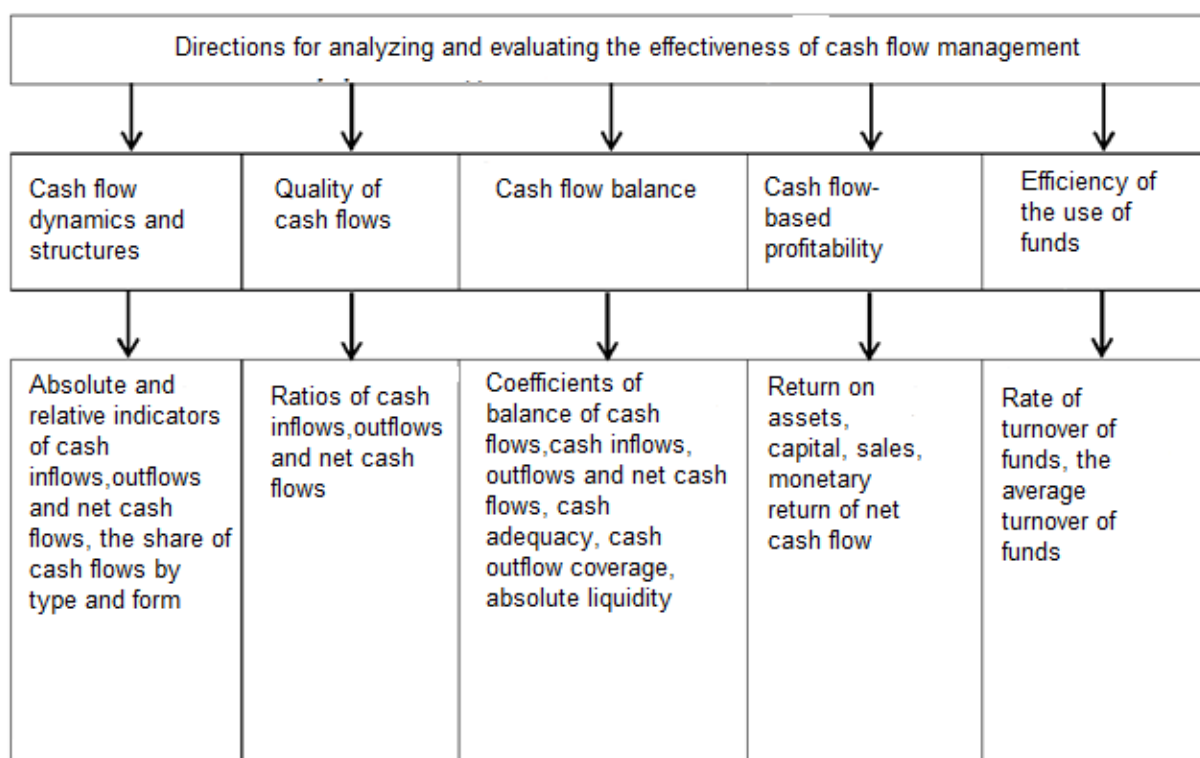 Directions for analyzing and evaluating the effectiveness of cash flow management
Cash flow
dynamics and
structures
Quality of
cash flows
Cash flow balance
Cash flow-
based
profitability
Efficiency of
the use of
funds
Absolute and
relative indicators
of cash
inflows,outflows
and net cash
flows, the share of
cash flows by
type and form
Ratios of cash
inflows,outflows
and net cash
flows
Coefficients of
balance of cash
flows,cash inflows,
outflows and net cash
flows, cash
adequacy, cash
outflow coverage,
absolute liquidity
Return on
assets,
capital, sales,
monetary
return of net
cash flow
Rate of
turnover of
funds, the
average
turnover of
funds